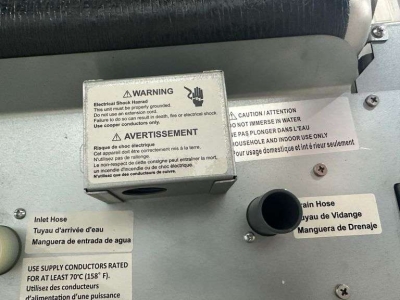 ⚠WARNING
Electrical Shock Hazard
This unit must be properly grounded.
Do not use an extension cord.
Failure to do so can result in death, fire or electrical shock
Use cooper conductors only.
⚠ AVERTISSEMENT
Risque de choc électrique
Cet appareil doit être correctement mis à la terre.
N'utilisez pas de rallonge.
Le non-respect de cette consigne peut entraîner la mort,
un incendie ou de choc électrique.
N'utilisez que des conducteurs de cuivre.
⚠ CAUTION / ATTENTION
DO NOT IMMERSE IN WATER
NE PAS PLONGER DANS L'EAU
HOUSEHOLD AND INDOOR USE ONLY
Pour usage domestique et int à rieur seulement
Inlet Hose
Tuyau d'arrivée d'eau
Manguera de entrada de agua
rain Hose
Tuyau de Vidange
Manguera de Drenaje
USE SUPPLY CONDUCTORS RATED
FOR AT LEAST 70℃ (158°F).
Utilisez des conducteurs
d'alimentation d'une puissance